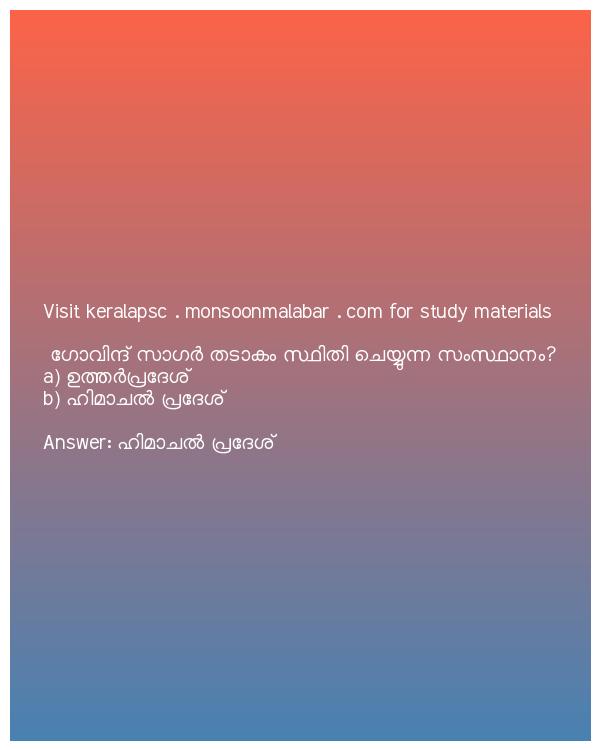 Visit keralapsc . monsoonmalabar . com for study materials
ഗോവിന്ദ് സാഗർ തടാകം സ്ഥിതി ചെയ്യുന്ന സംസ്ഥാനം?
a) ഉത്തർപ്രദേശ്
b) ഹിമാചൽ പ്രദേശ്
Answer: ഹിമാചൽ പ്രദേശ്